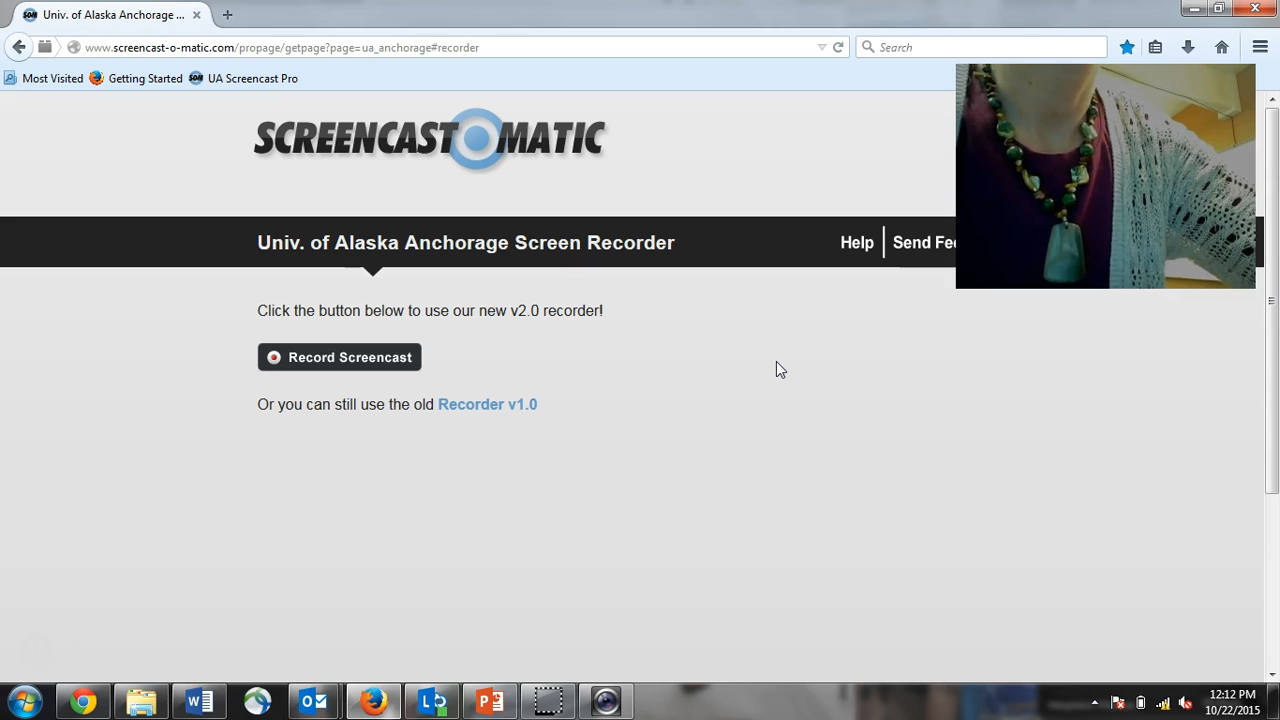 Univ. of Alaska Anchorage ...
www.screencast-o-matic.com/propage/getpage?page=ua_anchorage#recorder
Search
Most Visited Getting Started UA Screencast Pro
SCREENCAST O MATIC
Univ. of Alaska Anchorage Screen Recorder
Help Send Fee
Click the button below to use our new v2.0 recorder!
Record Screencast
Or you can still use the old Recorder v1.0
12:12 PM
10/22/2015